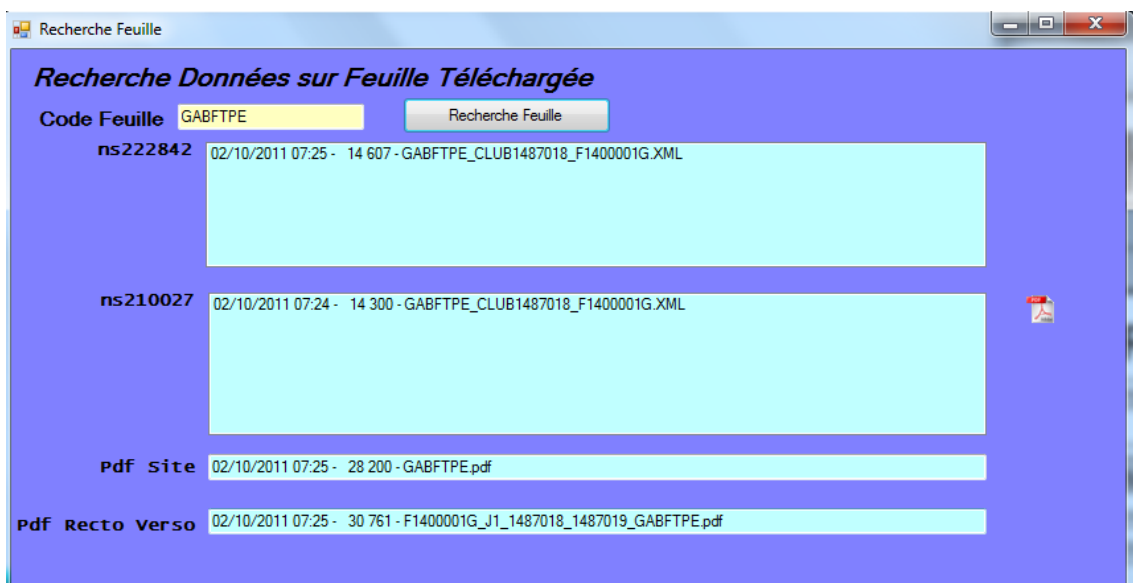 Recherche Feuille
Recherche Données sur Feuille Téléchargée
Code Feuille GABFTPE Recherche Feuille
ns222842 02/10/2011 07:25 - 14 607 - GABFTPE_CLUB1487018_F1400001G.XML
ns210027 02/10/2011 07:24 - 14 300 - GABFTPE_CLUB1487018_F1400001G.XML
PDF
Pdf Site 02/10/2011 07:25 - 28 200 - GABFTPE.pdf
Pdf Recto Verso 02/10/2011 07:25 - 30 761 - F1400001G_J1_1487018_1487019_GABFTPE.pdf